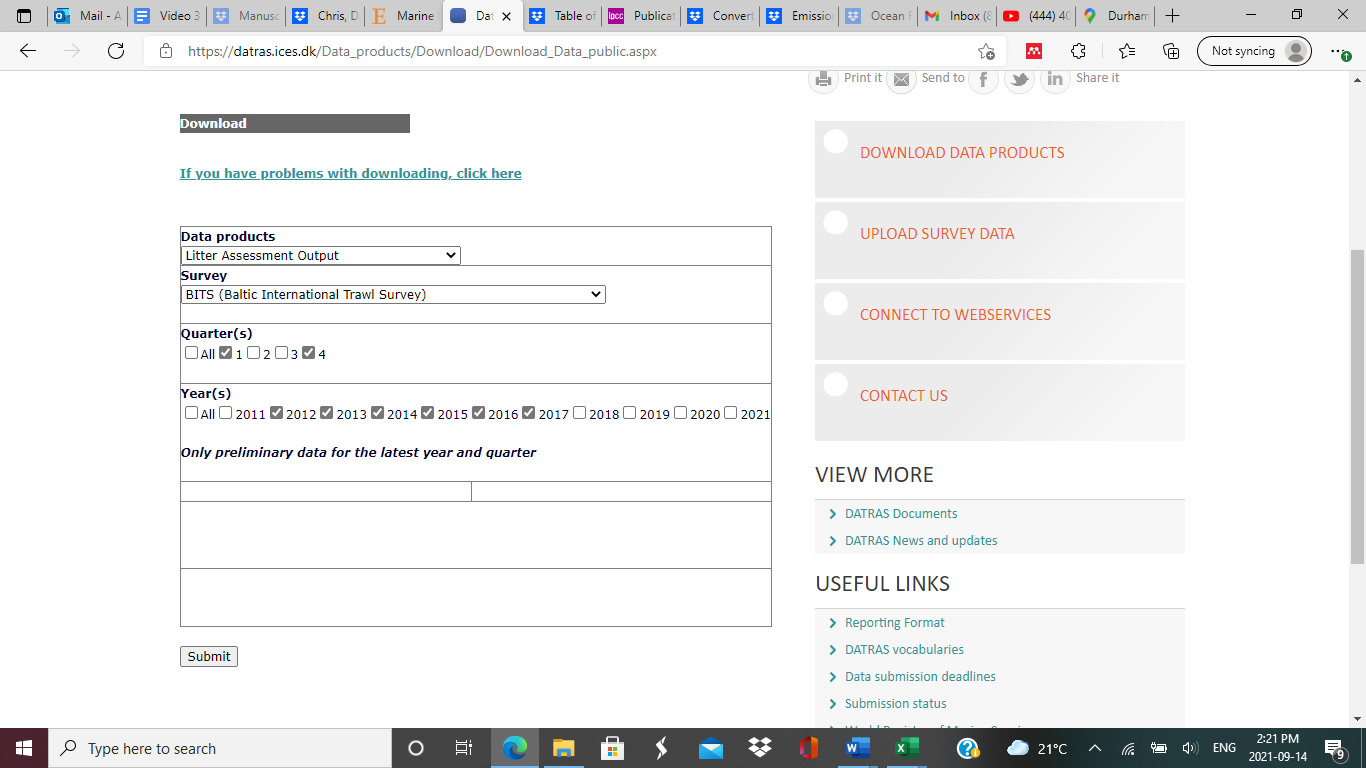 Mail - A
Video 3
Manusc
Chris, D
Marine
Dat
Table of
ipcc Publicat
Convert
Emission
Ocean F
Inbox (8
(444) 40
Durham
https://datras.ices.dk/Data_products/Download/Download_Data_public.aspx
Not syncing
Print it
Send to
Share it
Download
If you have problems with downloading, click here
Data products
Litter Assessment Output
Survey
BITS (Baltic International Trawl Survey)
Quarter(s)
All 1 2 3 4
Year(s)
All 2011 2012 2013 2014 2015 2016 2017 2018 2019 2020 2021
Only preliminary data for the latest year and quarter
Submit
DOWNLOAD DATA PRODUCTS
UPLOAD SURVEY DATA
CONNECT TO WEBSERVICES
CONTACT US
VIEW MORE
DATRAS Documents
DATRAS News and updates
USEFUL LINKS
Reporting Format
DATRAS vocabularies
Data submission deadlines
Submission status
Type here to search
21°C
ENG
2:21 PM
2021-09-14
9